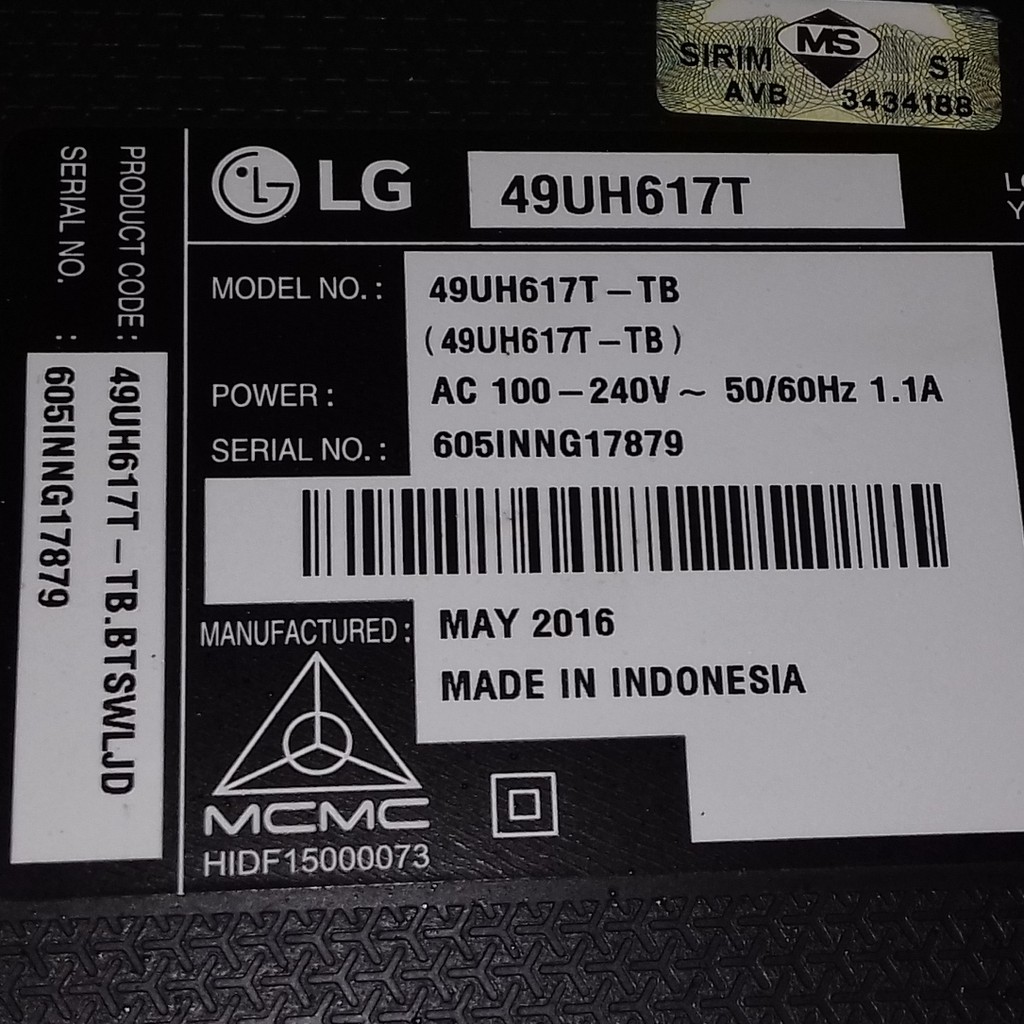 SIRIM MS ST
AVB 3434188
LG 49UH617T
MODEL NO. : 49UH617T-TB
(49UH617T-TB)
POWER : AC 100-240V~ 50/60Hz 1.1A
SERIAL NO. : 605INNG17879
MANUFACTURED : MAY 2016
MADE IN INDONESIA
MCMC
HIDF15000073
PRODUCT CODE : 49UH617T-TB.BTSWLJD
SERIAL NO. : 605INNG17879